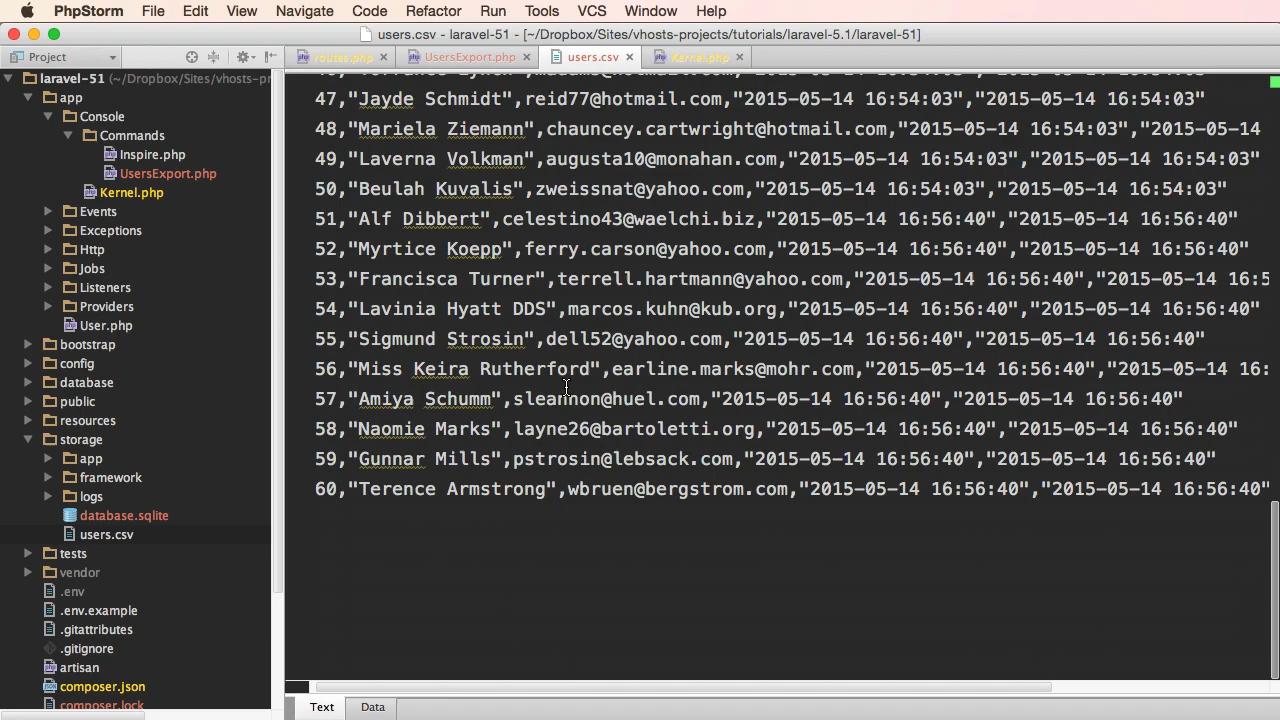 PhpStorm File Edit View Navigate Code Refactor Run Tools VCS Window Help
users.csv - laravel-51 - [~/Dropbox/Sites/vhosts-projects/tutorials/laravel-5.1/laravel-51]
Project
routes.php UsersExport.php users.csv Kernel.php
laravel-51 (~/Dropbox/Sites/vhosts-pr
app
Console
Commands
Inspire.php
UsersExport.php
Kernel.php
Events
Exceptions
Http
Jobs
Listeners
Providers
User.php
bootstrap
config
database
public
resources
storage
app
framework
logs
database.sqlite
users.csv
tests
vendor
.env
.env.example
.gitattributes
.gitignore
artisan
composer.json
composer.lock
47,"Jayde Schmidt",reid77@hotmail.com,"2015-05-14 16:54:03","2015-05-14 16:54:03"
48,"Mariela Ziemann",chauncey.cartwright@hotmail.com,"2015-05-14 16:54:03","2015-05-14
49,"Laverna Volkman",augusta10@monahan.com,"2015-05-14 16:54:03","2015-05-14 16:54:03"
50,"Beulah Kuvalis",zweissnat@yahoo.com,"2015-05-14 16:54:03","2015-05-14 16:54:03"
51,"Alf Dibbert",celestino43@waelchi.biz,"2015-05-14 16:56:40","2015-05-14 16:56:40"
52,"Myrtice Koepp",ferry.carson@yahoo.com,"2015-05-14 16:56:40","2015-05-14 16:56:40"
53,"Francisca Turner",terrell.hartmann@yahoo.com,"2015-05-14 16:56:40","2015-05-14 16:5
54,"Lavinia Hyatt DDS",marcos.kuhn@kub.org,"2015-05-14 16:56:40","2015-05-14 16:56:40"
55,"Sigmund Strosin",dell52@yahoo.com,"2015-05-14 16:56:40","2015-05-14 16:56:40"
56,"Miss Keira Rutherford",earline.marks@mohr.com,"2015-05-14 16:56:40","2015-05-14 16:
57,"Amiya Schumm",sleannon@huel.com,"2015-05-14 16:56:40","2015-05-14 16:56:40"
58,"Naomie Marks",layne26@bartoletti.org,"2015-05-14 16:56:40","2015-05-14 16:56:40"
59,"Gunnar Mills",pstrosin@lebsack.com,"2015-05-14 16:56:40","2015-05-14 16:56:40"
60,"Terence Armstrong",wbruen@bergstrom.com,"2015-05-14 16:56:40","2015-05-14 16:56:40"
Text Data